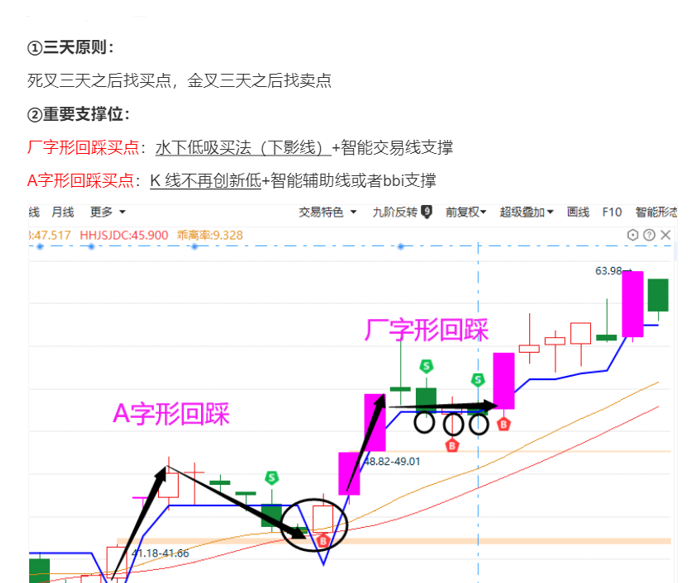 ①三天原则：
死叉三天之后找买点，金叉三天之后找卖点
②重要支撑位：
厂字形回踩买点：水下低吸买法（下影线）+智能交易线支撑
A字形回踩买点：K 线不再创新低+智能辅助线或者bbi支撑
线 月线 更多 交易特色 九阶反转 9 前复权 超级叠加 画线 F10 智能形态
:47.517 HHJSJDC:45.900 乖离率:9.328
63.98
厂字形回踩
S
S
A字形回踩
B
B
48.82-49.01
S
B
41.18-41.66